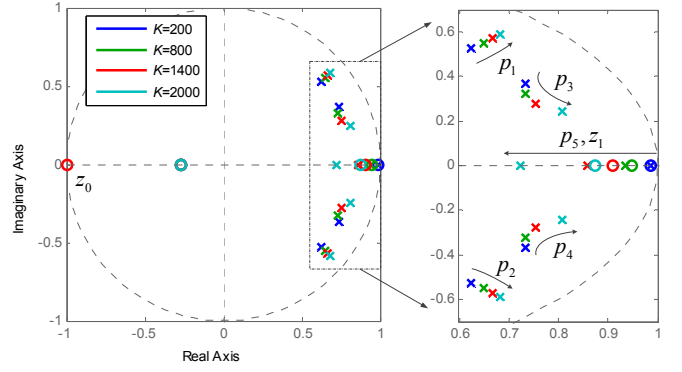 K=200
K=800
K=1400
K=2000
Imaginary Axis
1
0.5
0
-0.5
-1
z0
-1 -0.5 0 0.5 1
Real Axis
0.6
0.4
0.2
0
-0.2
-0.4
-0.6
p1
p3
p5, z1
p4
p2
0.6 0.7 0.8 0.9 1